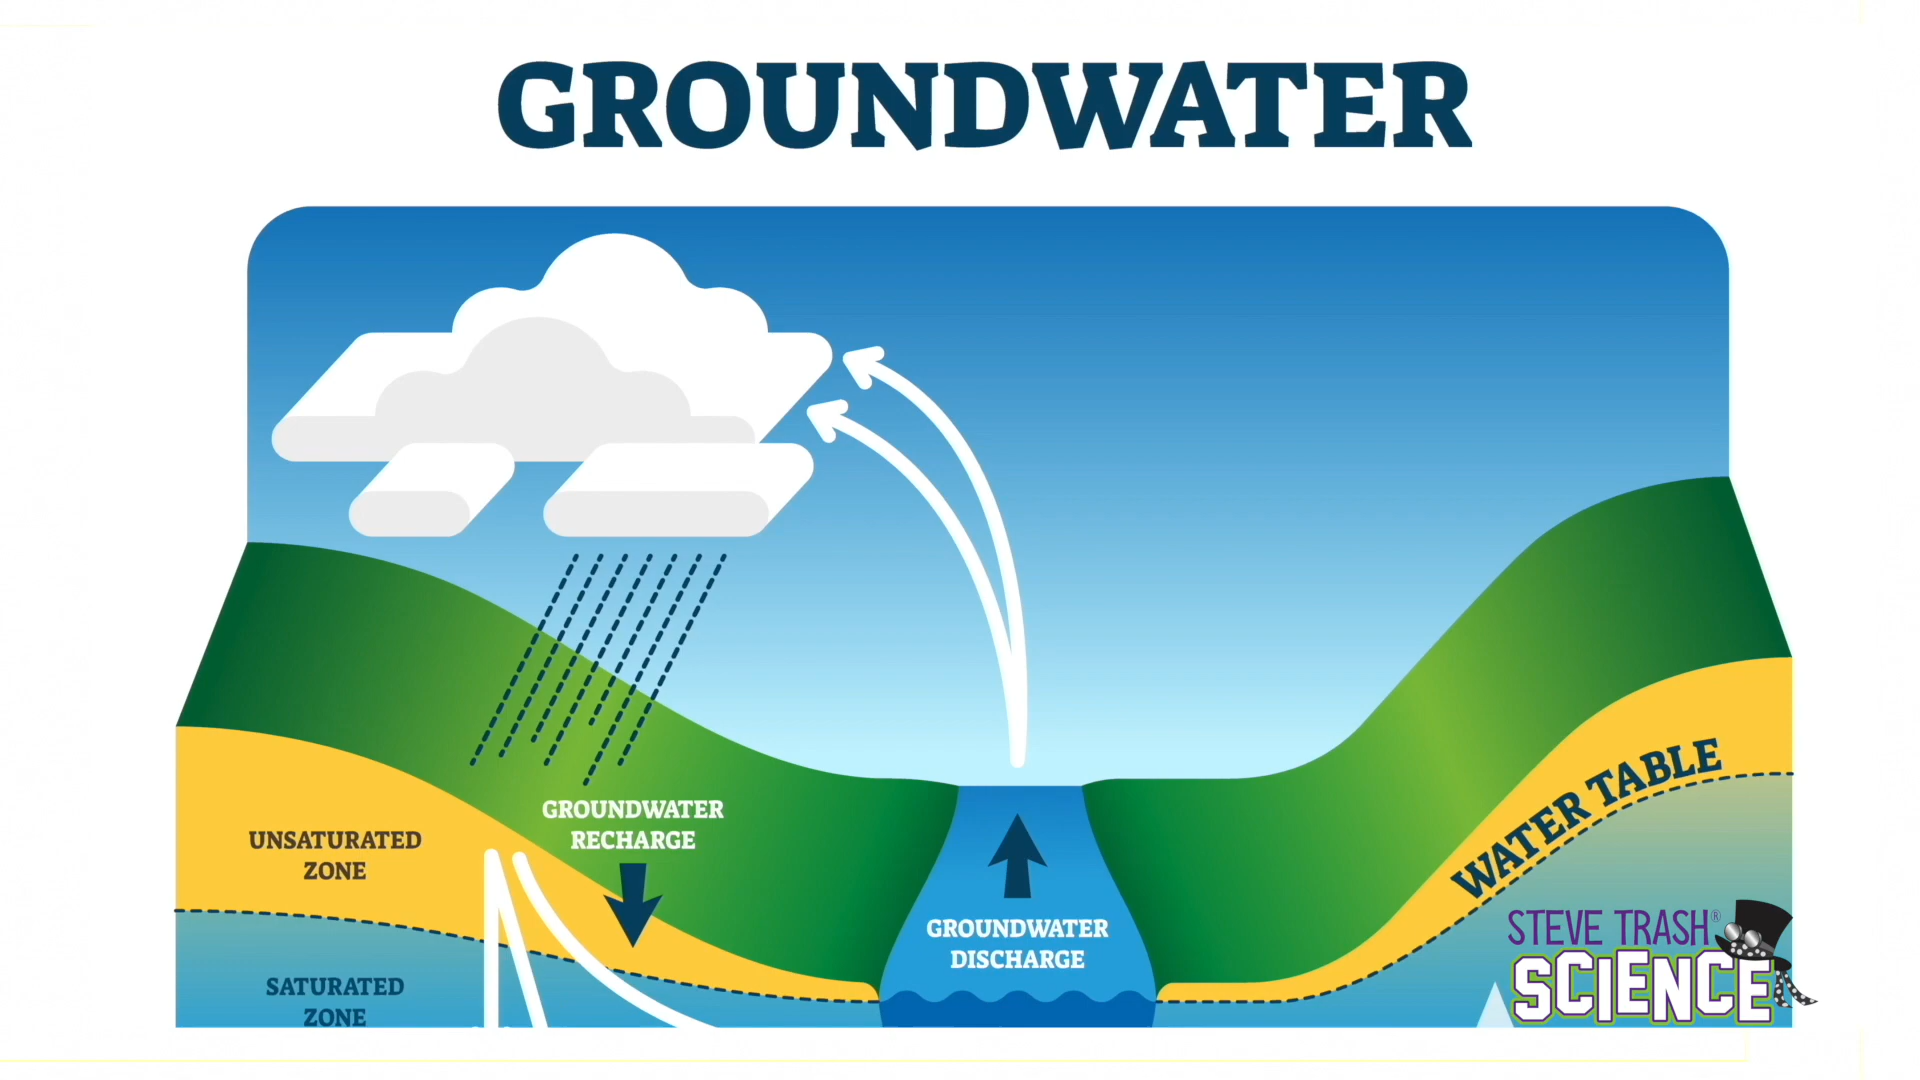 GROUNDWATER
GROUNDWATER
RECHARGE
UNSATURATED
ZONE
SATURATED
ZONE
GROUNDWATER
DISCHARGE
WATER TABLE
STEVE TRASH®
SCIENCE